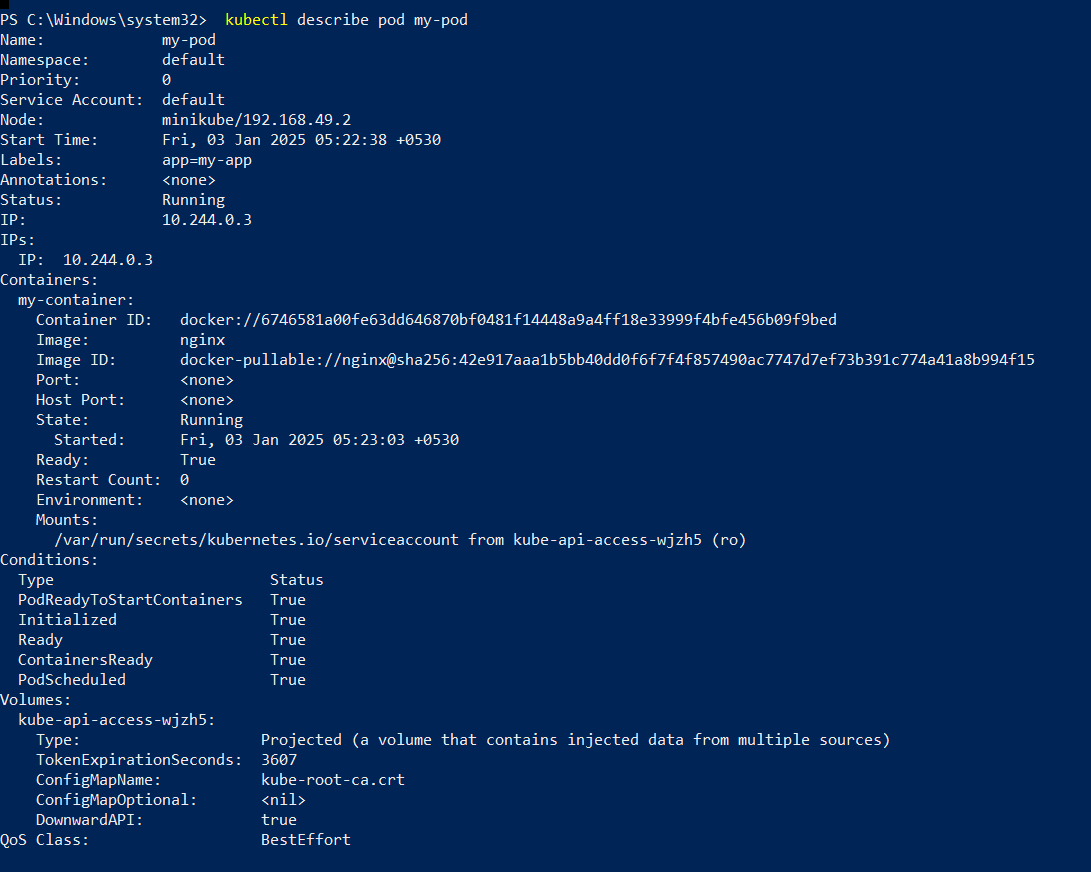 PS C:\Windows\system32>  kubectl describe pod my-pod
Name:             my-pod
Namespace:        default
Priority:         0
Service Account:  default
Node:             minikube/192.168.49.2
Start Time:       Fri, 03 Jan 2025 05:22:38 +0530
Labels:           app=my-app
Annotations:      <none>
Status:           Running
IP:               10.244.0.3
IPs:
  IP:  10.244.0.3
Containers:
  my-container:
    Container ID:   docker://6746581a00fe63dd646870bf0481f14448a9a4ff18e33999f4bfe456b09f9bed
    Image:          nginx
    Image ID:       docker-pullable://nginx@sha256:42e917aaa1b5bb40dd0f6f7f4f857490ac7747d7ef73b391c774a41a8b994f15
    Port:           <none>
    Host Port:      <none>
    State:          Running
      Started:      Fri, 03 Jan 2025 05:23:03 +0530
    Ready:          True
    Restart Count:  0
    Environment:    <none>
    Mounts:
      /var/run/secrets/kubernetes.io/serviceaccount from kube-api-access-wjzh5 (ro)
Conditions:
  Type                        Status
  PodReadyToStartContainers   True
  Initialized                 True
  Ready                       True
  ContainersReady             True
  PodScheduled                True
Volumes:
  kube-api-access-wjzh5:
    Type:                    Projected (a volume that contains injected data from multiple sources)
    TokenExpirationSeconds:  3607
    ConfigMapName:           kube-root-ca.crt
    ConfigMapOptional:       <nil>
    DownwardAPI:             true
QoS Class:                   BestEffort